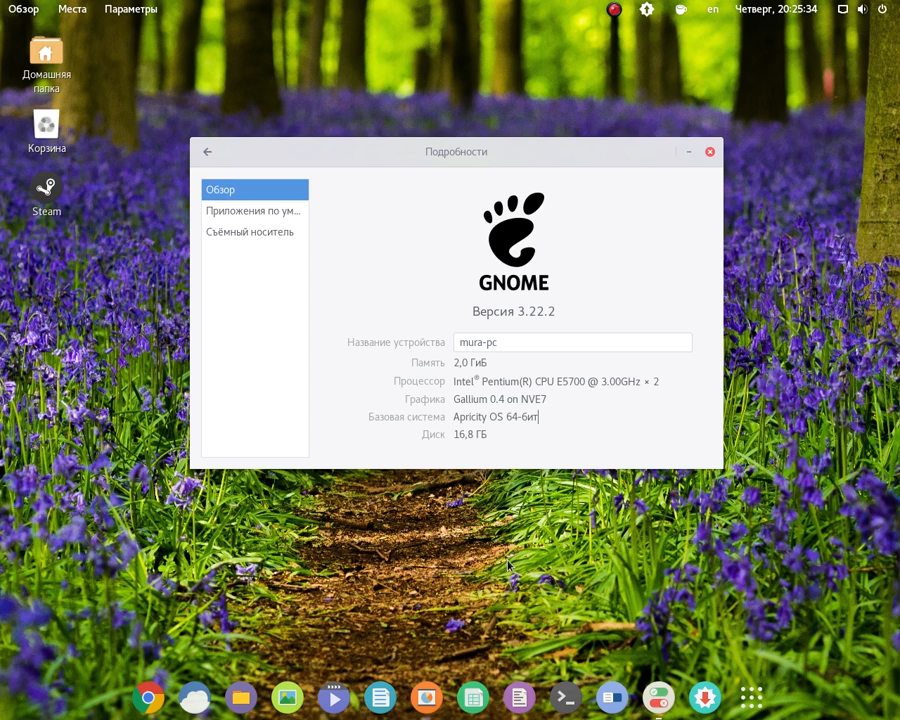 Обзор Места Параметры en Четверг, 20:25:34
Домашняя
папка
Корзина
Steam
Подробности
Обзор
Приложения по ум...
Съёмный носитель
GNOME
Версия 3.22.2
Название устройства mura-pc
Память 2,0 ГиБ
Процессор Intel® Pentium(R) CPU E5700 @ 3.00GHz × 2
Графика Gallium 0.4 on NVE7
Базовая система Apricity OS 64-бит
Диск 16,8 ГБ